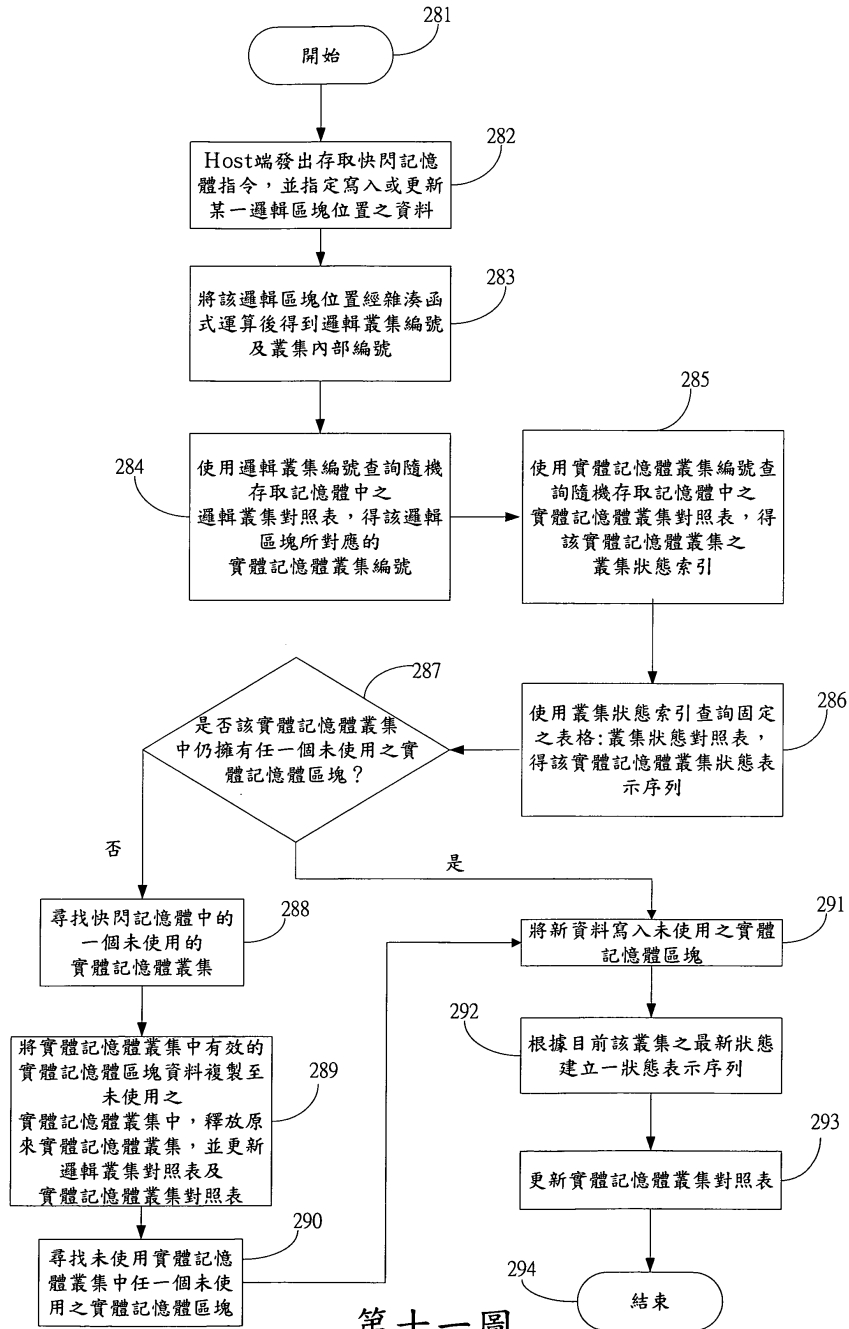 281
開始
282
Host端發出存取快閃記憶
體指令，並指定寫入或更新
某一邏輯區塊位置之資料
283
將該邏輯區塊位置經雜湊函
式運算後得到邏輯叢集編號
及叢集內部編號
284
使用邏輯叢集編號查詢隨機
存取記憶體中之
邏輯叢集對照表，得該邏輯
區塊所對應的
實體記憶體叢集編號
285
使用實體記憶體叢集編號查
詢隨機存取記憶體中之
實體記憶體叢集對照表，得
該實體記憶體叢集之
叢集狀態索引
286
使用叢集狀態索引查詢固定
之表格:叢集狀態對照表，
得該實體記憶體叢集狀態表
示序列
287
是否該實體記憶體叢集
中仍擁有任一個未使用之實
體記憶體區塊？
否
是
288
尋找快閃記憶體中的
一個未使用的
實體記憶體叢集
289
將實體記憶體叢集中有效的
實體記憶體區塊資料複製至
未使用之
實體記憶體叢集中，釋放原
來實體記憶體叢集，並更新
邏輯叢集對照表及
實體記憶體叢集對照表
290
尋找未使用實體記憶
體叢集中任一個未使
用之實體記憶體區塊
291
將新資料寫入未使用之實體
記憶體區塊
292
根據目前該叢集之最新狀態
建立一狀態表示序列
293
更新實體記憶體叢集對照表
294
結束
第十一圖